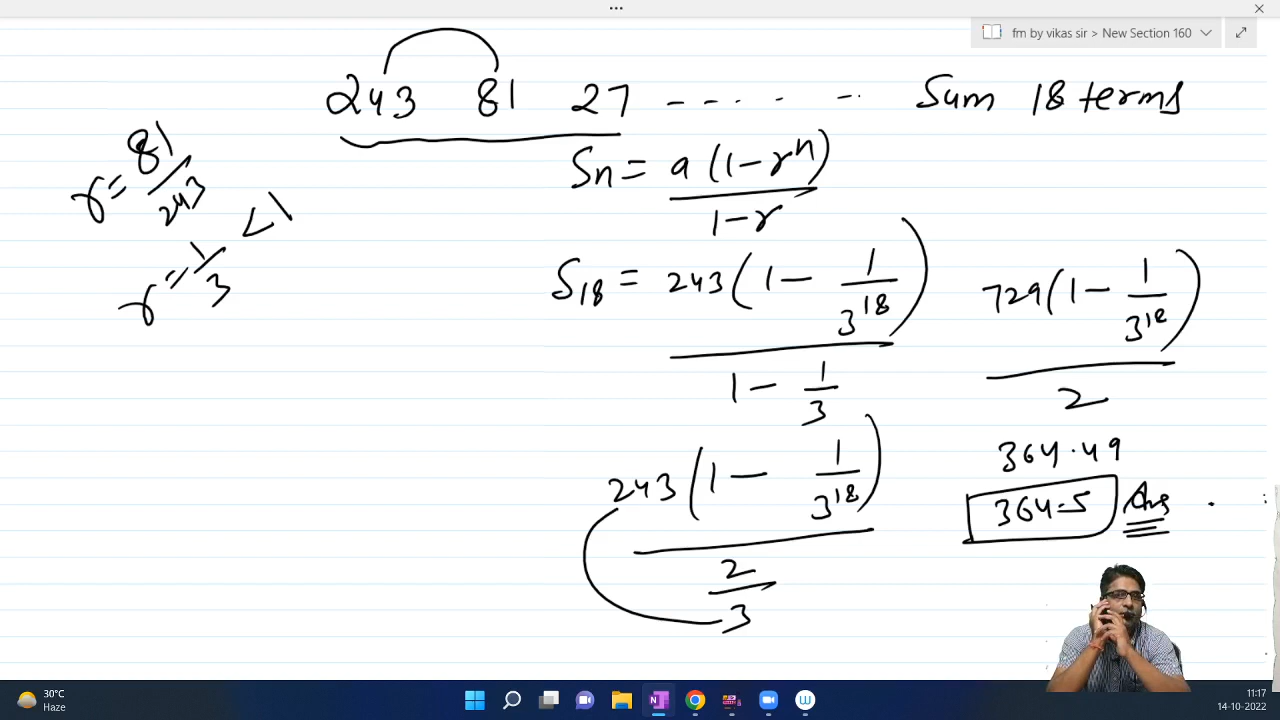 fm by vikas sir > New Section 160
243 81 27 - - - - - - Sum 18 terms
r = 81/243
r = 1/3 <1
Sn = a (1 - r^n) / 1 - r
S18 = 243 (1 - 1/3^18) / 1 - 1/3
243 (1 - 1/3^18) / 2/3
729 (1 - 1/3^18) / 2
364.49
364.5 Ans
30°C
Haze
11:17
14-10-2022